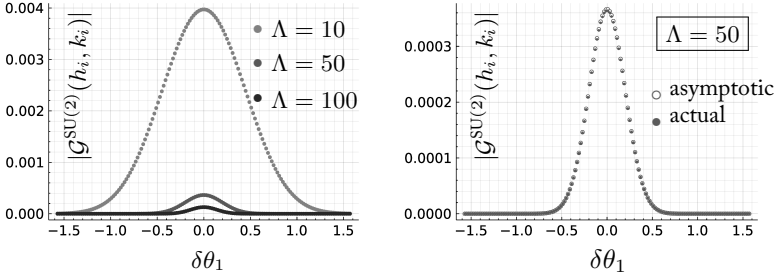 0.004
0.003
0.002
0.001
0.000
|𝒢^SU(2)(h_i, k_i)|
Λ = 10
Λ = 50
Λ = 100
−1.5 −1.0 −0.5 0.0 0.5 1.0 1.5
δθ₁
0.0003
0.0002
0.0001
0.0000
|𝒢^SU(2)(h_i, k_i)|
Λ = 50
asymptotic
actual
−1.5 −1.0 −0.5 0.0 0.5 1.0 1.5
δθ₁